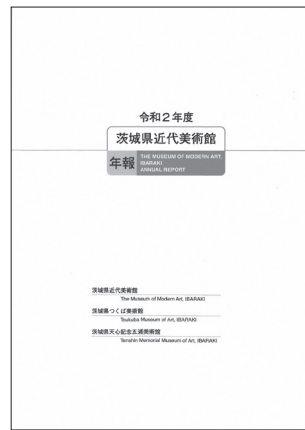 令和2年度
茨城県近代美術館
年報
THE MUSEUM OF MODERN ART,
IBARAKI
ANNUAL REPORT
茨城県近代美術館
The Museum of Modern Art, IBARAKI
茨城県つくば美術館
Tsukuba Museum of Art, IBARAKI
茨城県天心記念五浦美術館
Tenshin Memorial Museum of Art, IBARAKI